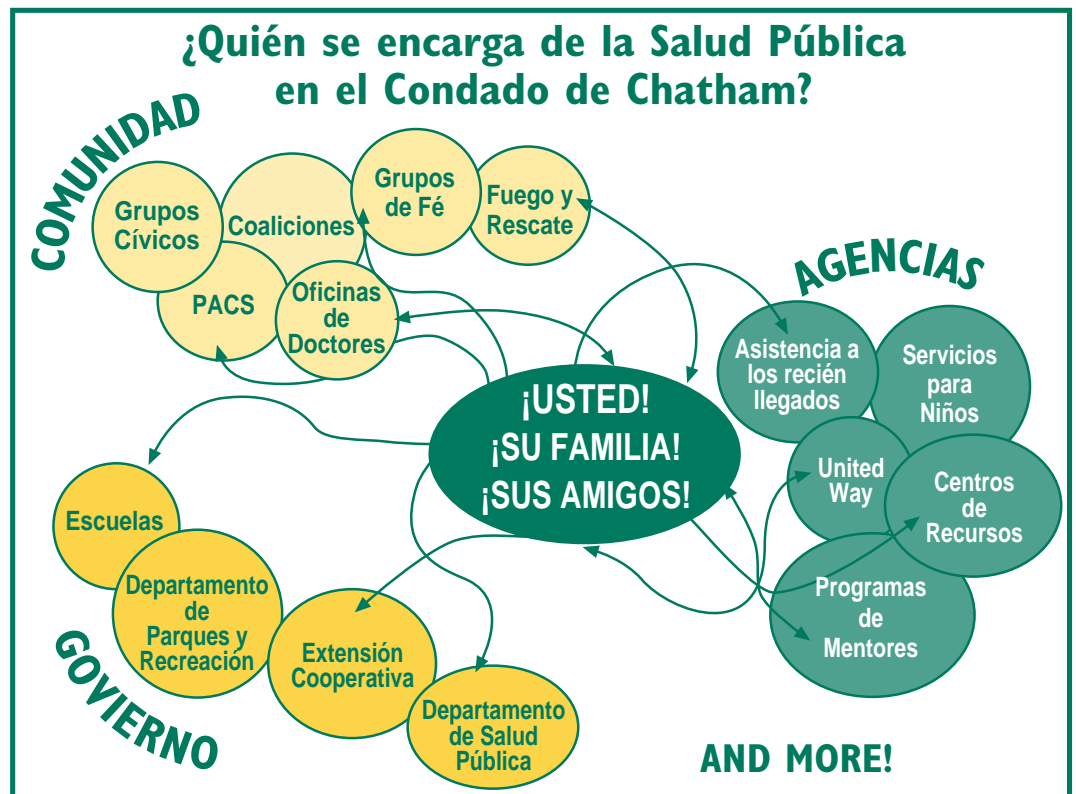 ¿Quién se encarga de la Salud Pública
en el Condado de Chatham?
COMUNIDAD
Grupos
Cívicos
Coaliciones
Grupos
de Fé
Fuego y
Rescate
PACS
Oficinas
de
Doctores
AGENCIAS
Asistencia a
los recién
llegados
Servicios
para
Niños
United
Way
Centros
de
Recursos
Programas
de
Mentores
¡USTED!
¡SU FAMILIA!
¡SUS AMIGOS!
Escuelas
Departamento
de
Parques y
Recreación
Extensión
Cooperativa
Departamento
de Salud
Pública
GOVIERNO
AND MORE!